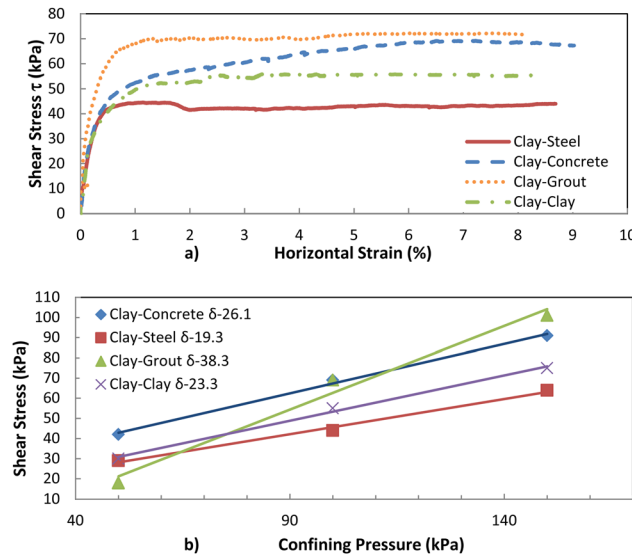 Shear Stress τ (kPa)
80
70
60
50
40
30
20
10
0
Clay-Steel
Clay-Concrete
Clay-Grout
Clay-Clay
0 1 2 3 4 5 6 7 8 9 10
a) Horizontal Strain (%)
Shear Stress (kPa)
110
100
90
80
70
60
50
40
30
20
10
Clay-Concrete δ-26.1
Clay-Steel δ-19.3
Clay-Grout δ-38.3
Clay-Clay δ-23.3
40 90 140
b) Confining Pressure (kPa)